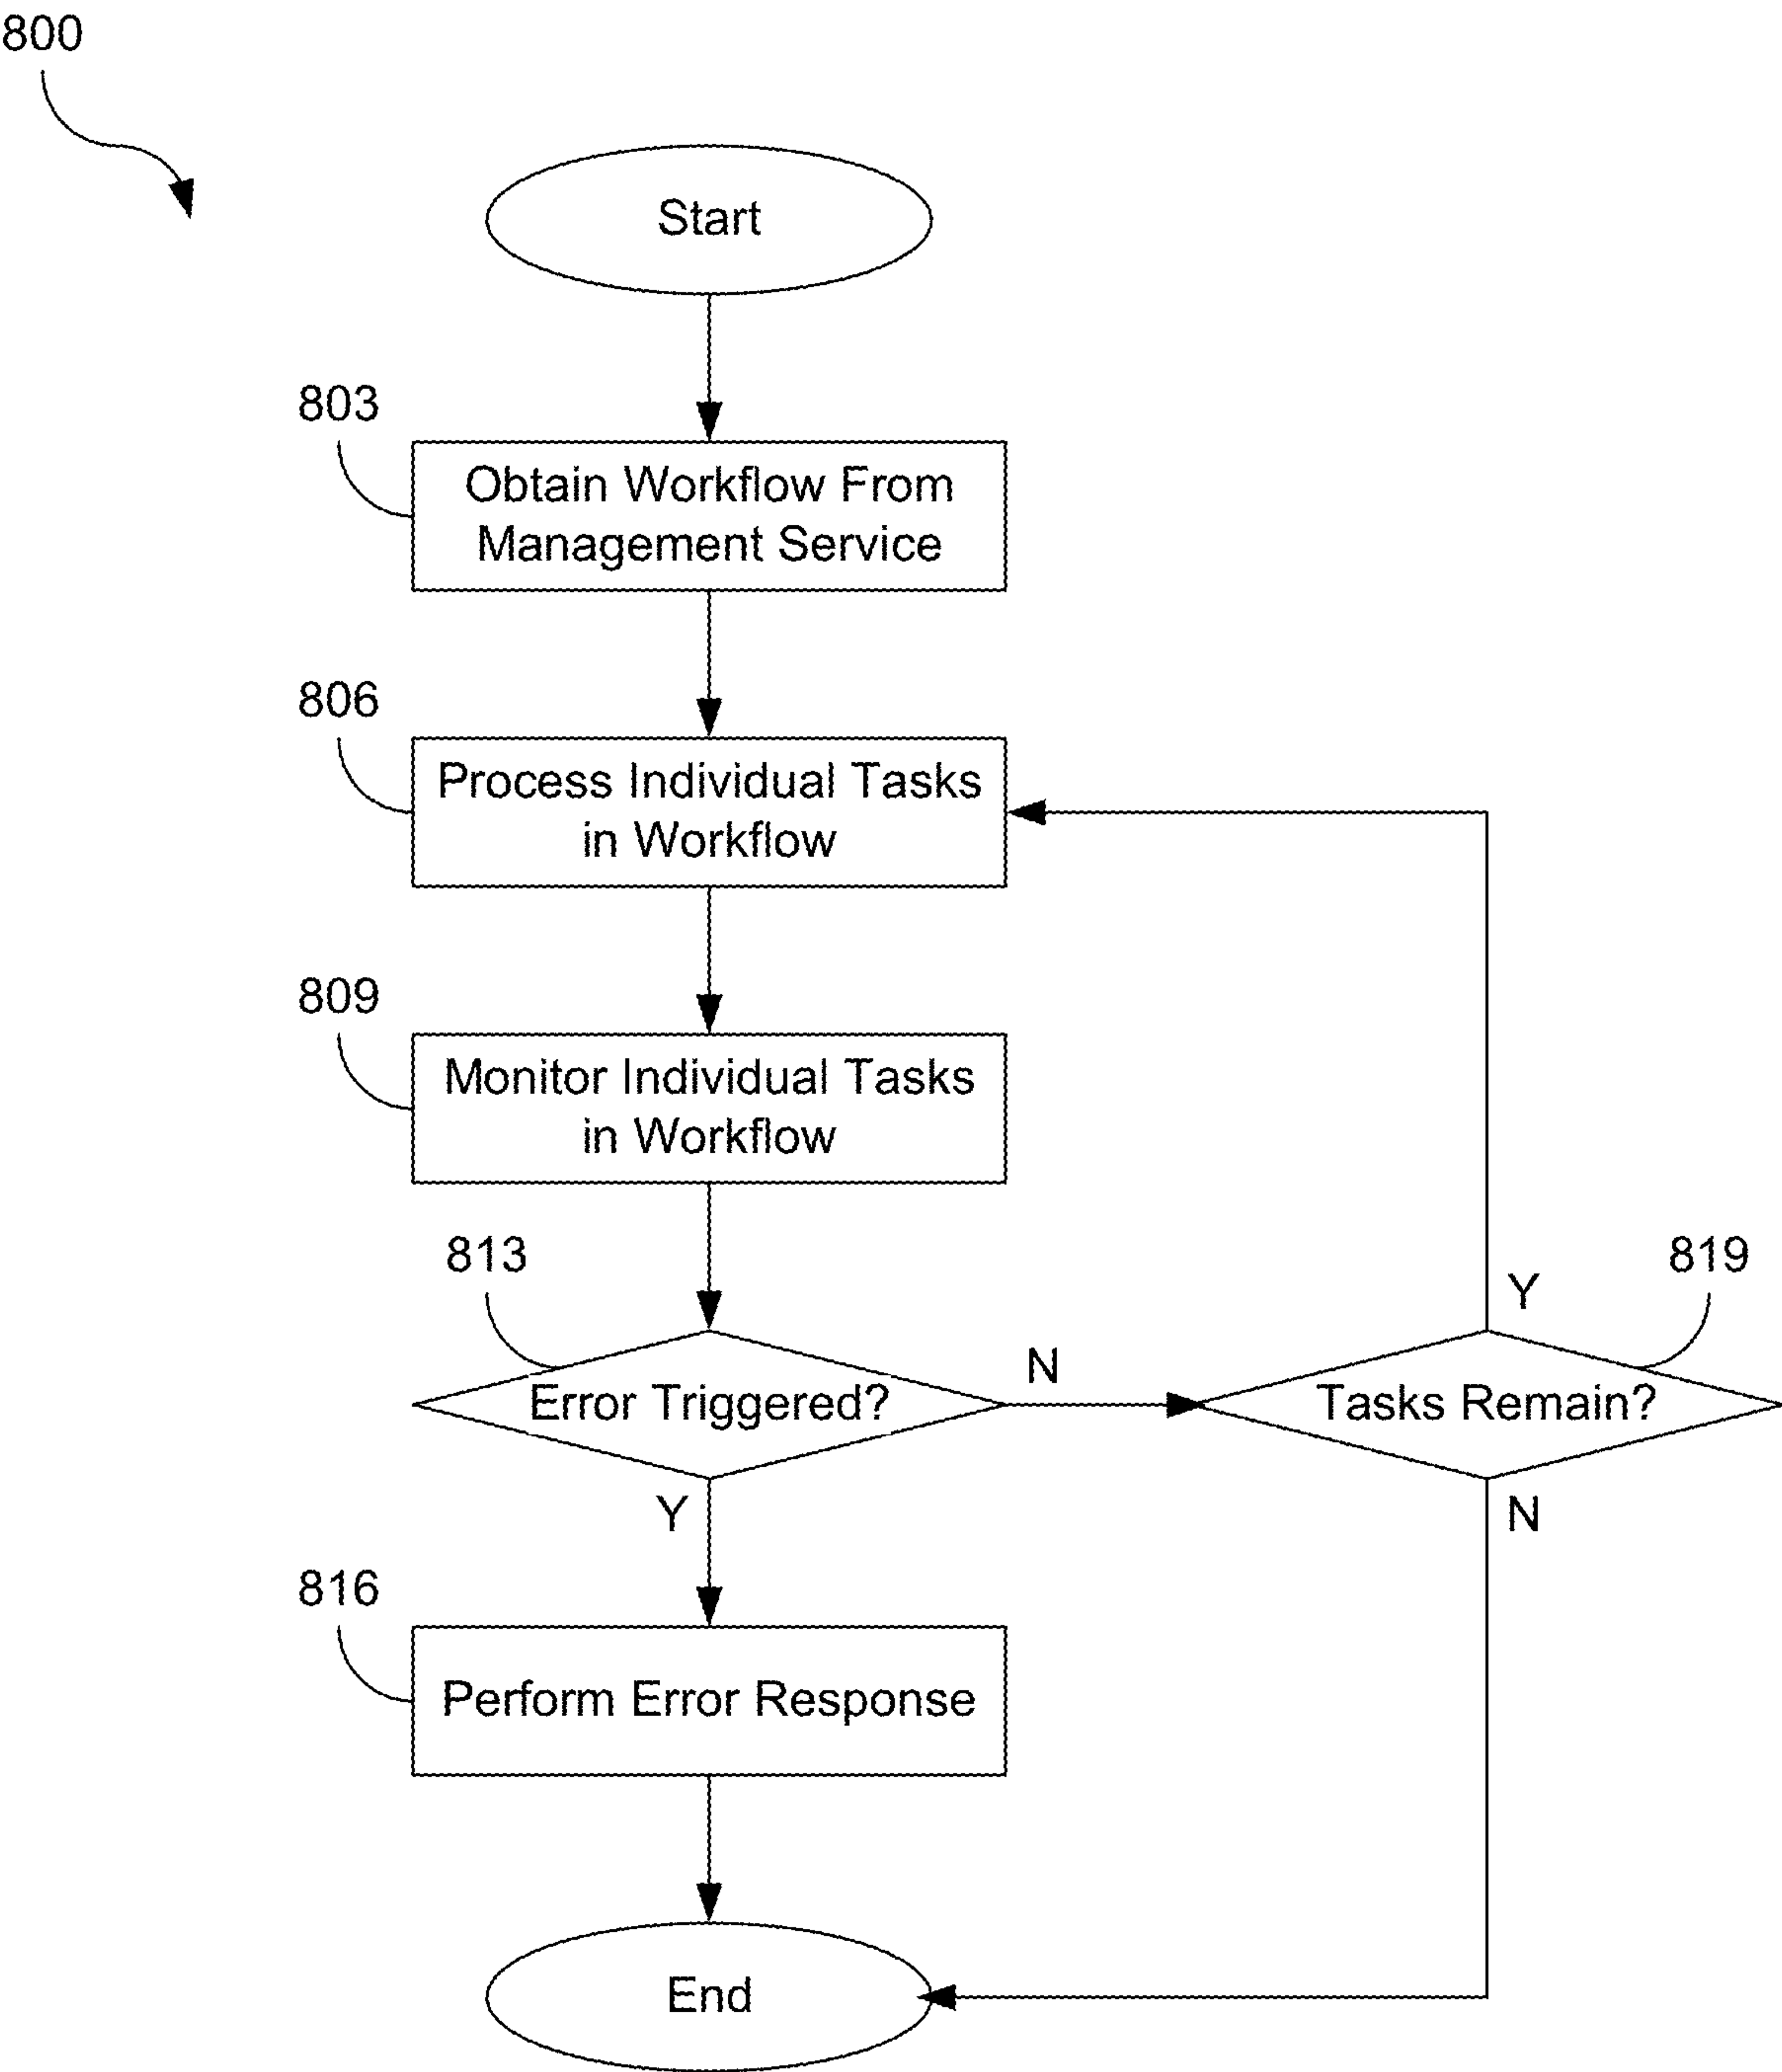 800
Start
803
Obtain Workflow From
Management Service
806
Process Individual Tasks
in Workflow
809
Monitor Individual Tasks
in Workflow
813
819
Y
N
Error Triggered?
Tasks Remain?
Y
N
816
Perform Error Response
End